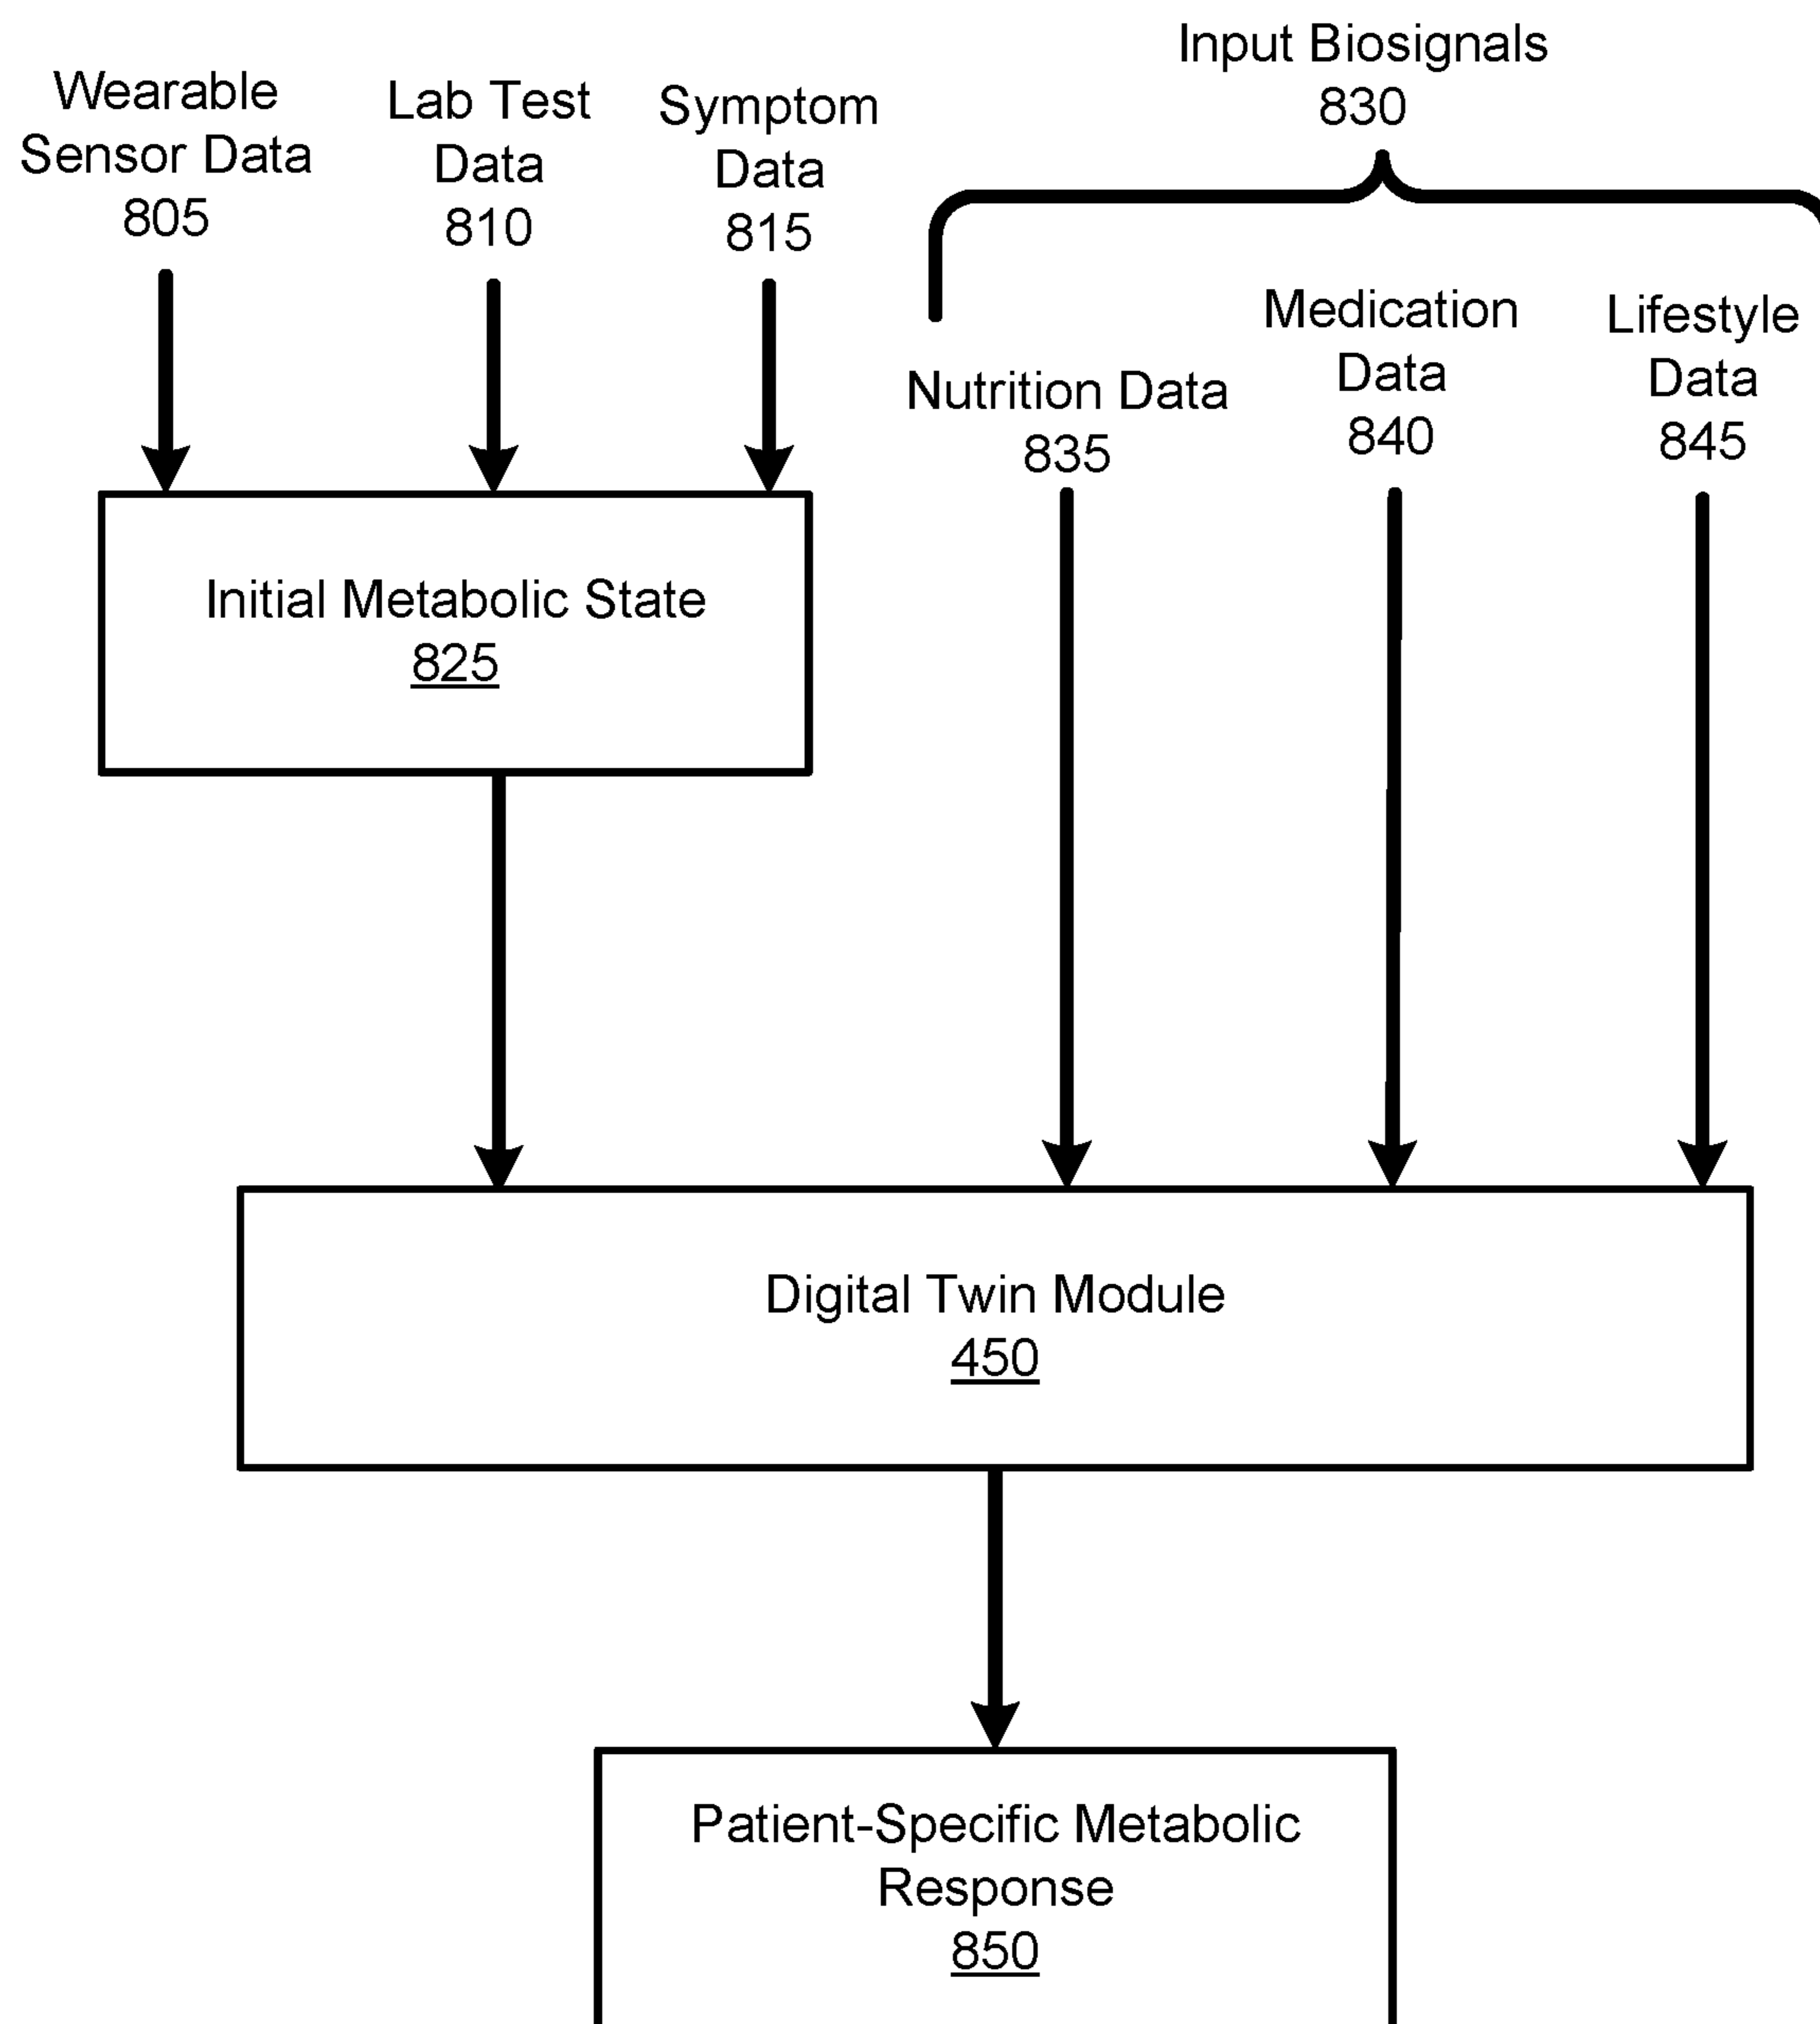 Input Biosignals
830
Wearable
Sensor Data
805
Lab Test
Data
810
Symptom
Data
815
Nutrition Data
835
Medication
Data
840
Lifestyle
Data
845
Initial Metabolic State
825
Digital Twin Module
450
Patient-Specific Metabolic
Response
850